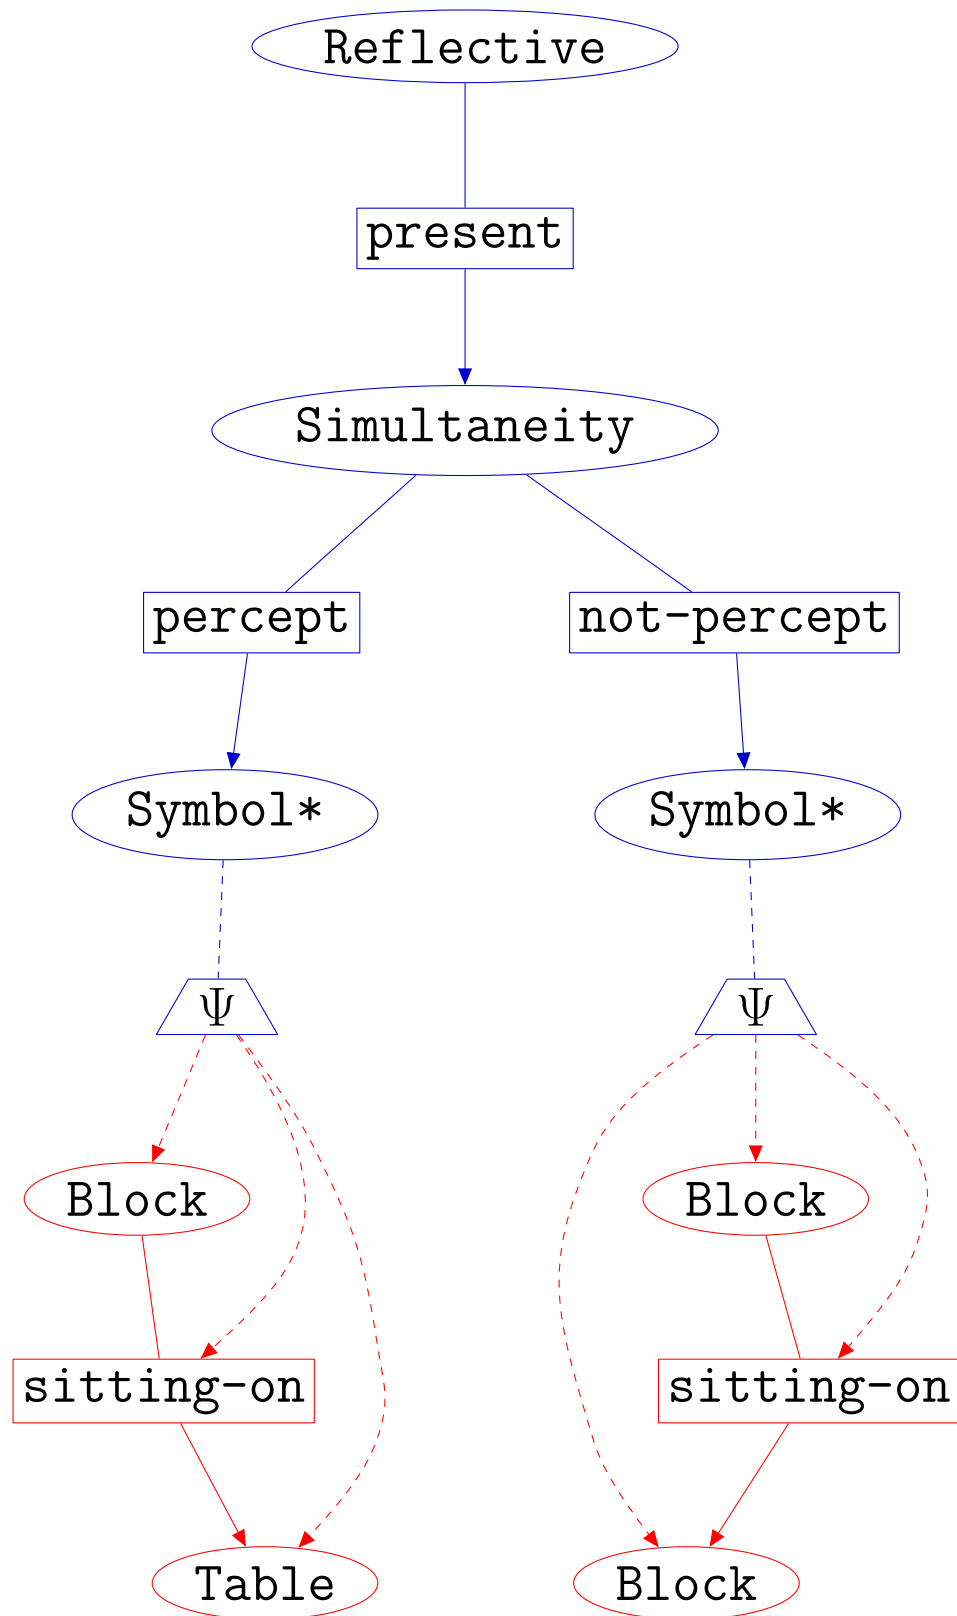 Reflective
present
Simultaneity
percept not-percept
Symbol* Symbol*
Ψ Ψ
Block Block
sitting-on sitting-on
Table Block